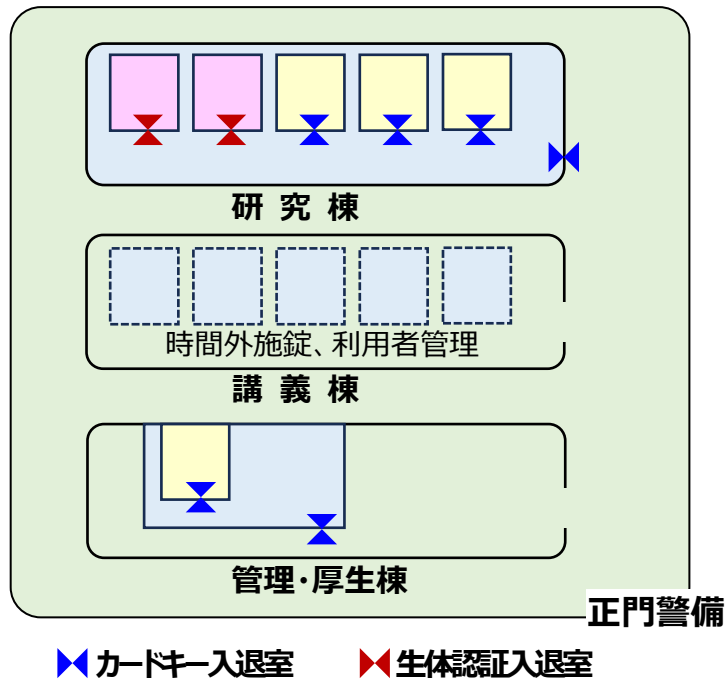 研究棟
時間外施錠、利用者管理
講義棟
管理・厚生棟
正門警備
カードキー入退室
生体認証入退室